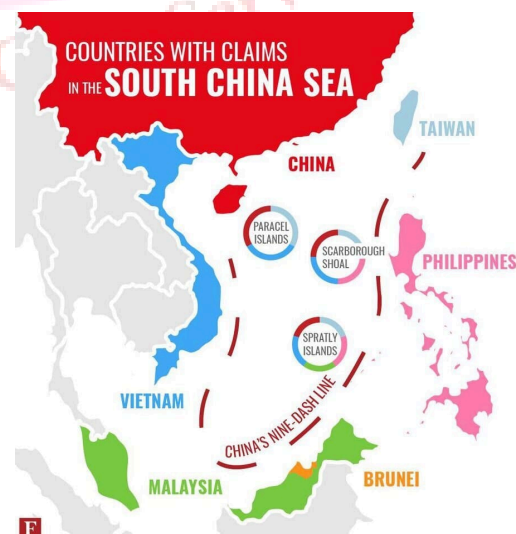 COUNTRIES WITH CLAIMS
IN THE SOUTH CHINA SEA
TAIWAN
CHINA
PARACEL
ISLANDS
SCARBOROUGH
SHOAL
PHILIPPINES
SPRATLY
ISLANDS
VIETNAM
CHINA'S NINE-DASH LINE
MALAYSIA
BRUNEI
F